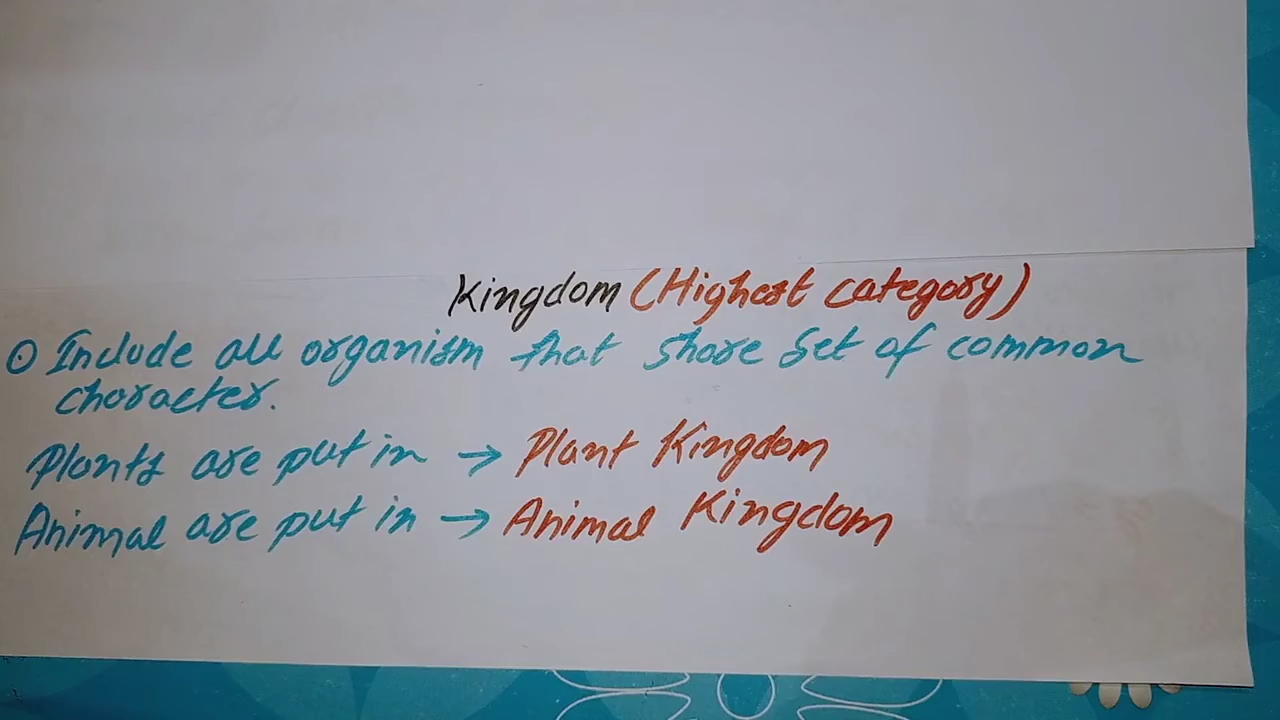 Kingdom (Highest category)
⊙ Include all organism that share set of common
character.
Plants are put in → Plant Kingdom
Animal are put in → Animal Kingdom